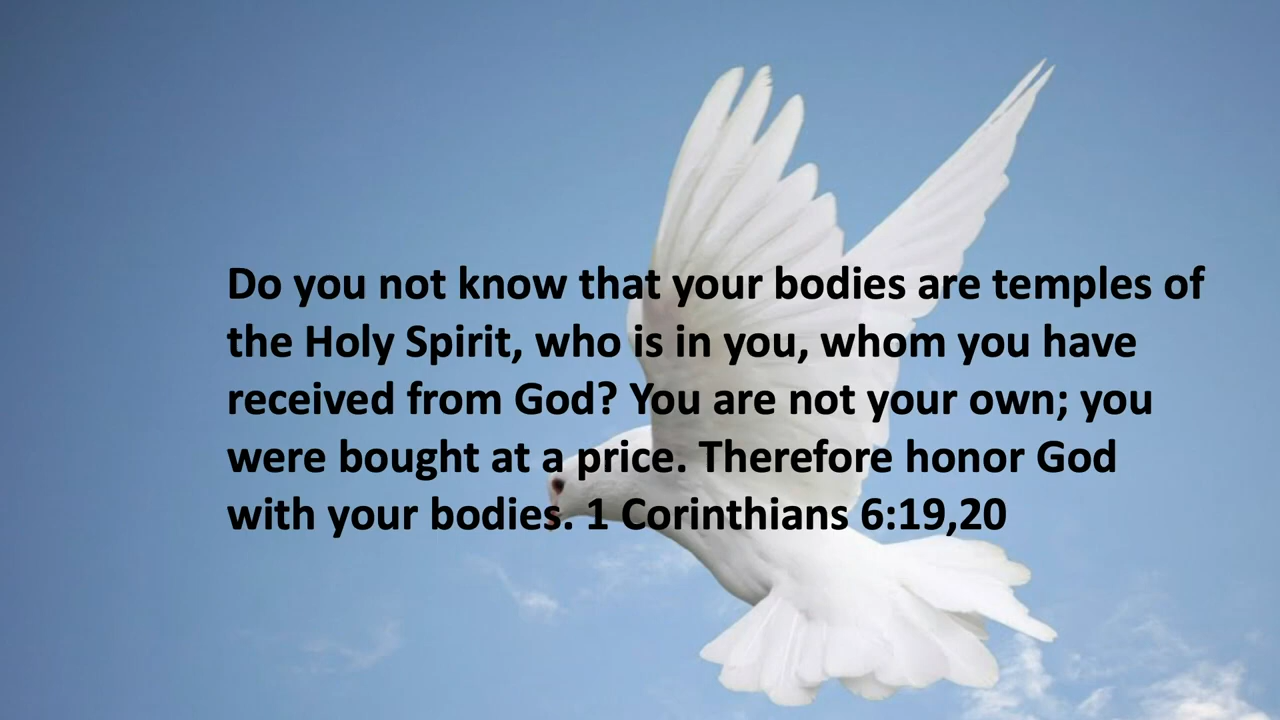 Do you not know that your bodies are temples of
the Holy Spirit, who is in you, whom you have
received from God? You are not your own; you
were bought at a price. Therefore honor God
with your bodies. 1 Corinthians 6:19,20